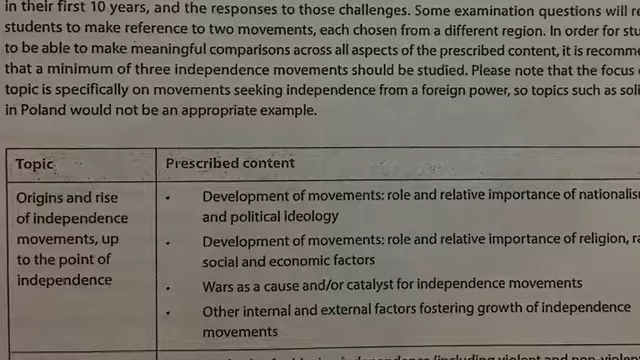 in their first 10 years, and the responses to those challenges. Some examination questions will re
students to make reference to two movements, each chosen from a different region. In order for stu
to be able to make meaningful comparisons across all aspects of the prescribed content, it is recomme
that a minimum of three independence movements should be studied. Please note that the focus o
topic is specifically on movements seeking independence from a foreign power, so topics such as soli
in Poland would not be an appropriate example.
Topic
Prescribed content
Origins and rise
of independence
movements, up
to the point of
independence
• Development of movements: role and relative importance of nationalis
and political ideology
• Development of movements: role and relative importance of religion, ra
social and economic factors
• Wars as a cause and/or catalyst for independence movements
• Other internal and external factors fostering growth of independence
movements